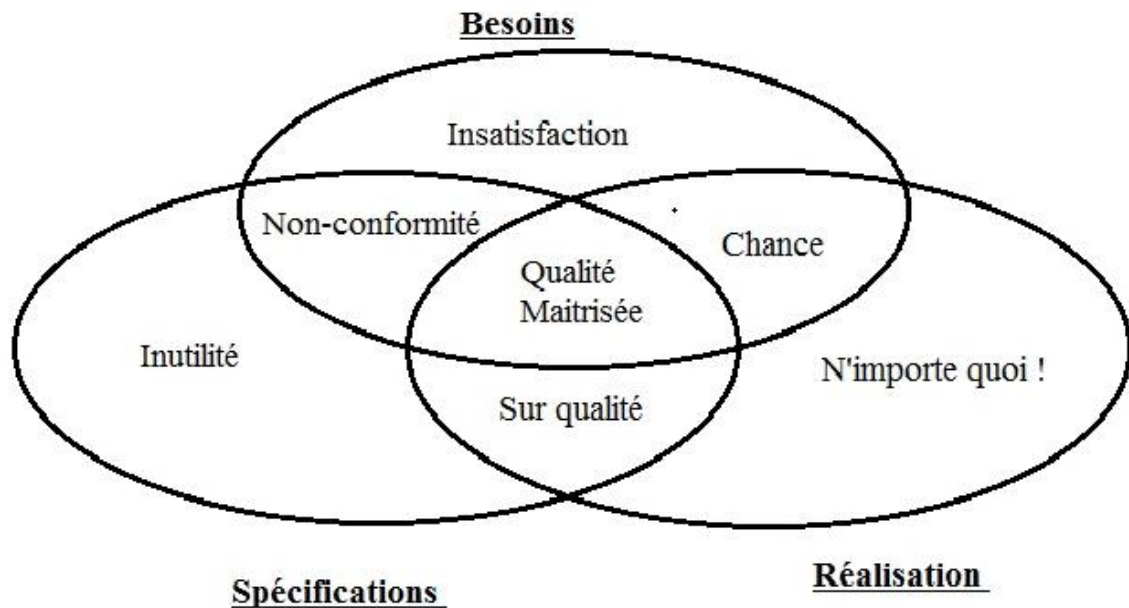 Besoins
Insatisfaction
Non-conformité
Chance
Qualité
Maitrisée
Inutilité
N'importe quoi !
Sur qualité
Spécifications
Réalisation